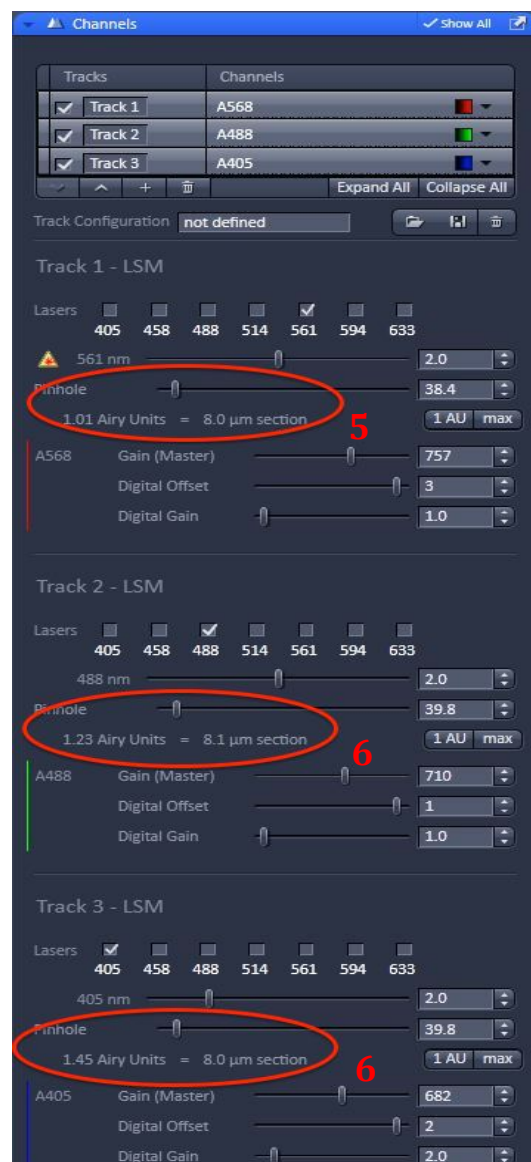 Channels Show All
Tracks Channels
Track 1 A568
Track 2 A488
Track 3 A405
+ Expand All Collapse All
Track Configuration not defined
Track 1 - LSM
Lasers
405 458 488 514 561 594 633
561 nm 2.0
Pinhole 38.4
1.01 Airy Units = 8.0 µm section 1 AU max
5
A568 Gain (Master) 757
Digital Offset 3
Digital Gain 1.0
Track 2 - LSM
Lasers
405 458 488 514 561 594 633
488 nm 2.0
Pinhole 39.8
1.23 Airy Units = 8.1 µm section 1 AU max
6
A488 Gain (Master) 710
Digital Offset 1
Digital Gain 1.0
Track 3 - LSM
Lasers
405 458 488 514 561 594 633
405 nm 2.0
Pinhole 39.8
1.45 Airy Units = 8.0 µm section 1 AU max
6
A405 Gain (Master) 682
Digital Offset 2
Digital Gain 2.0